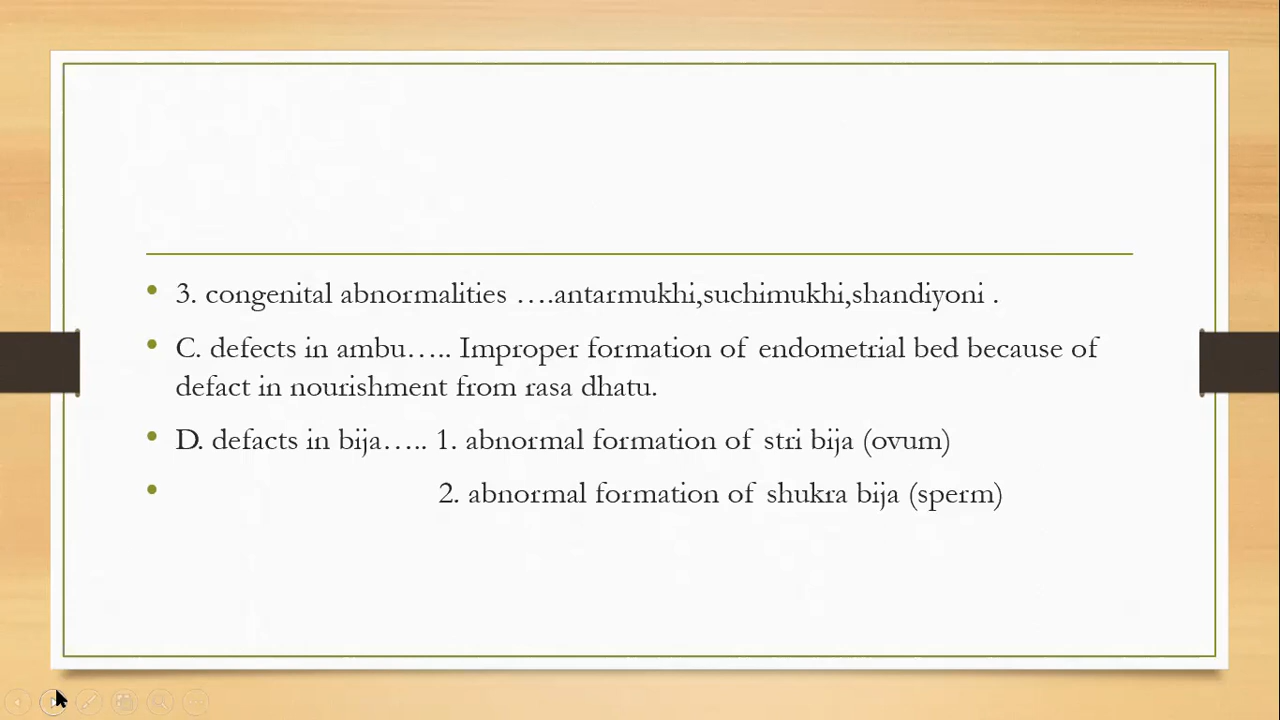 3. congenital abnormalities ….antarmukhi,suchimukhi,shandiyoni .
C. defects in ambu….. Improper formation of endometrial bed because of
defect in nourishment from rasa dhatu.
D. defacts in bija….. 1. abnormal formation of stri bija (ovum)
2. abnormal formation of shukra bija (sperm)